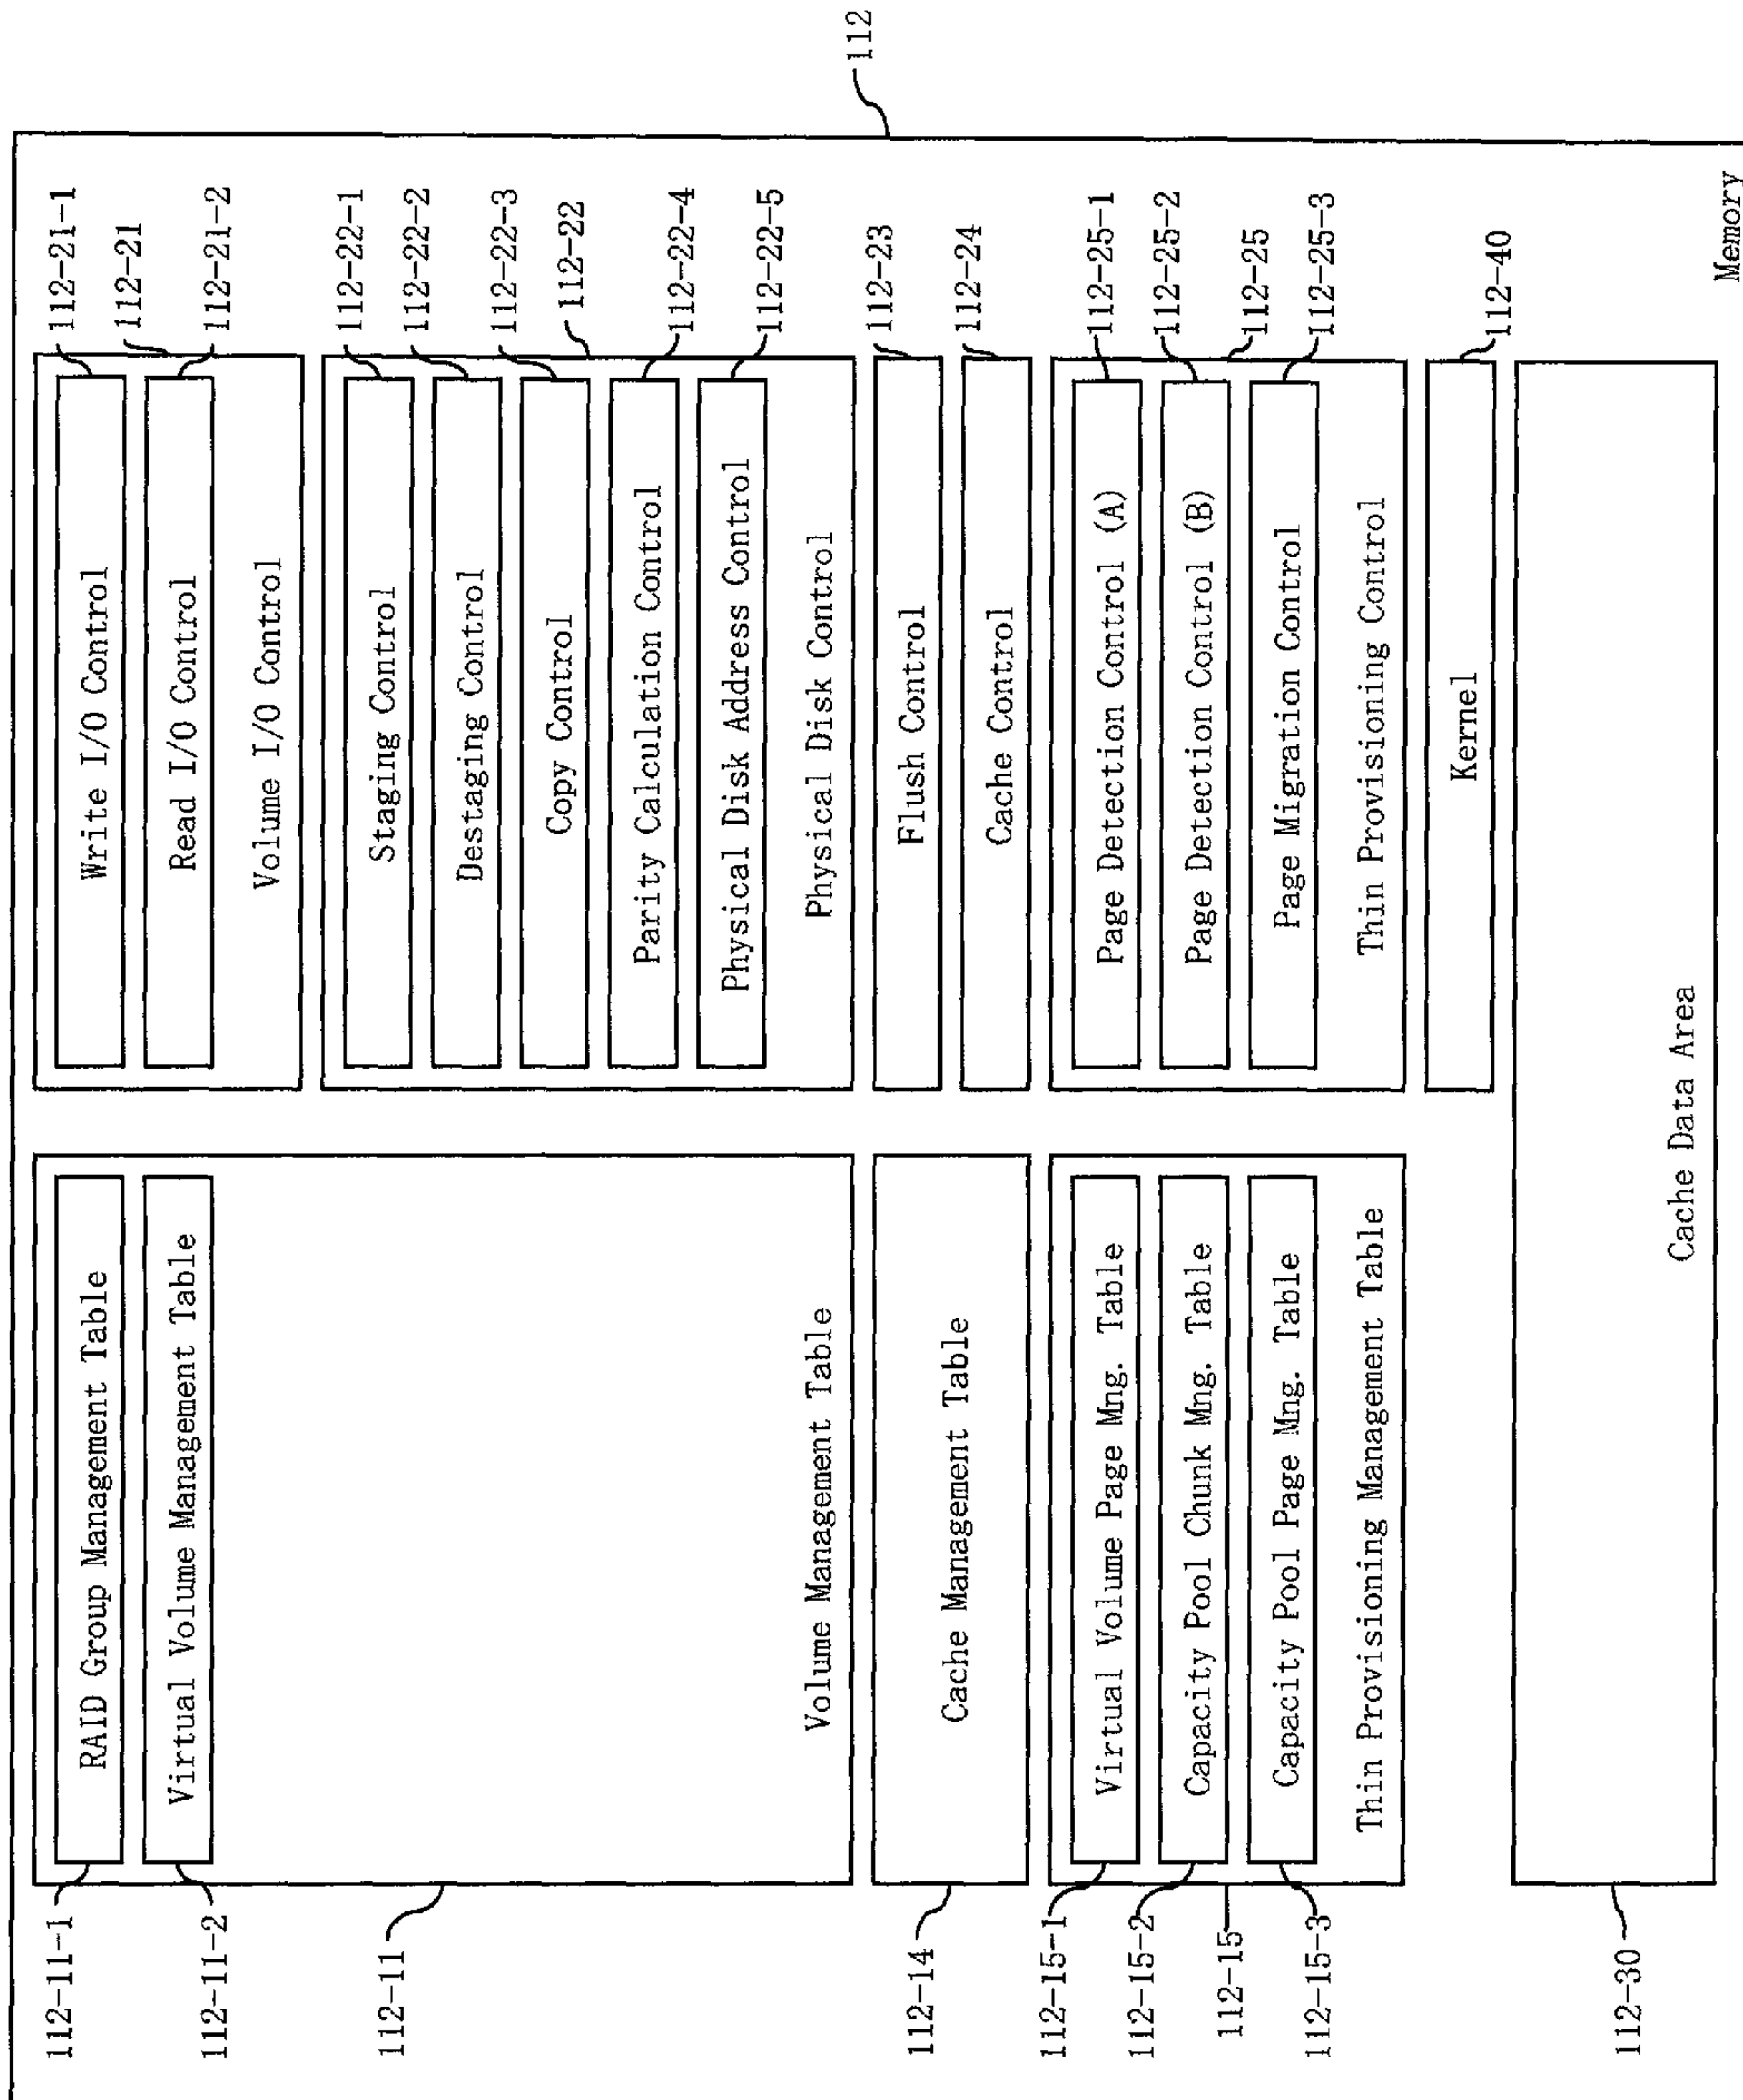 112-11-1
RAID Group Management Table
112-11-2
Virtual Volume Management Table
112-11
Volume Management Table
112-14
Cache Management Table
112-15-1
Virtual Volume Page Mng. Table
112-15-2
Capacity Pool Chunk Mng. Table
112-15
112-15-3
Capacity Pool Page Mng. Table
Thin Provisioning Management Table
112-30
Cache Data Area
Write I/O Control
112-21-1
112-21
Read I/O Control
112-21-2
Volume I/O Control
Staging Control
112-22-1
Destaging Control
112-22-2
Copy Control
112-22-3
112-22
Parity Calculation Control
112-22-4
Physical Disk Address Control
112-22-5
Physical Disk Control
Flush Control
112-23
Cache Control
112-24
Page Detection Control (A)
112-25-1
Page Detection Control (B)
112-25-2
112-25
Page Migration Control
112-25-3
Thin Provisioning Control
Kernel
112-40
Memory
112